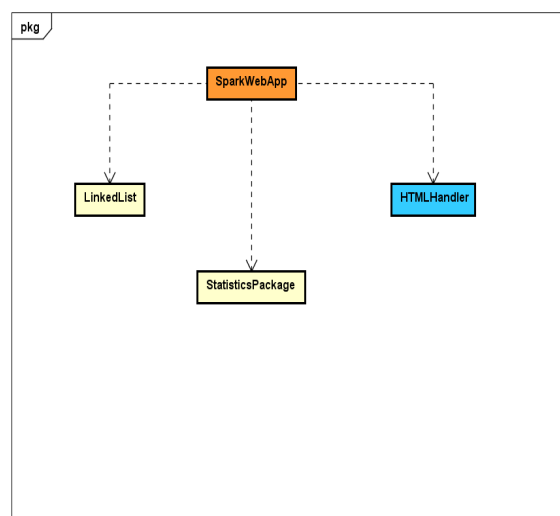 pkg
SparkWebApp
LinkedList
HTMLHandler
StatisticsPackage